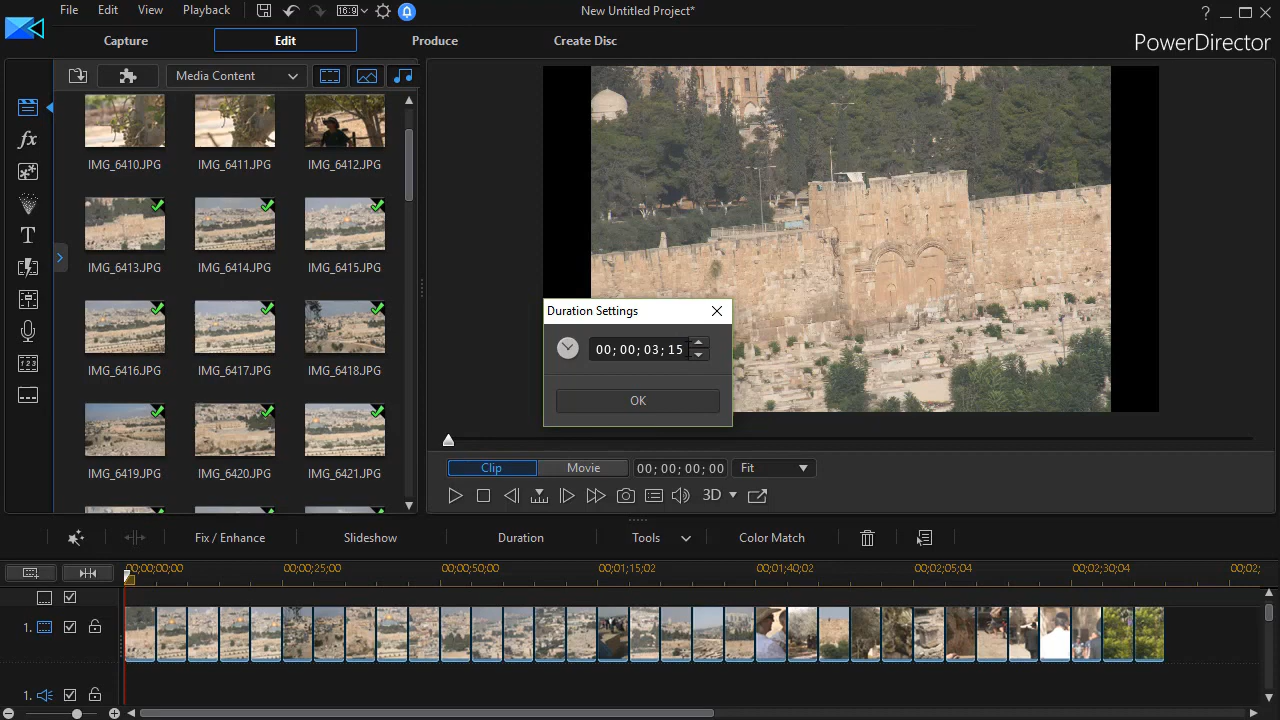 File Edit View Playback 16:9 New Untitled Project* ?
Capture Edit Produce Create Disc PowerDirector
Media Content
IMG_6410.JPG IMG_6411.JPG IMG_6412.JPG
fx
IMG_6413.JPG IMG_6414.JPG IMG_6415.JPG
T
Duration Settings
00; 00; 03; 15
OK
IMG_6416.JPG IMG_6417.JPG IMG_6418.JPG
IMG_6419.JPG IMG_6420.JPG IMG_6421.JPG
Clip Movie 00; 00; 00; 00 Fit
3D
Fix / Enhance Slideshow Duration Tools Color Match
00;00;00;00 00;00;25;00 00;00;50;00 00;01;15;02 00;01;40;02 00;02;05;04 00;02;30;04 00;02;
1.
1.